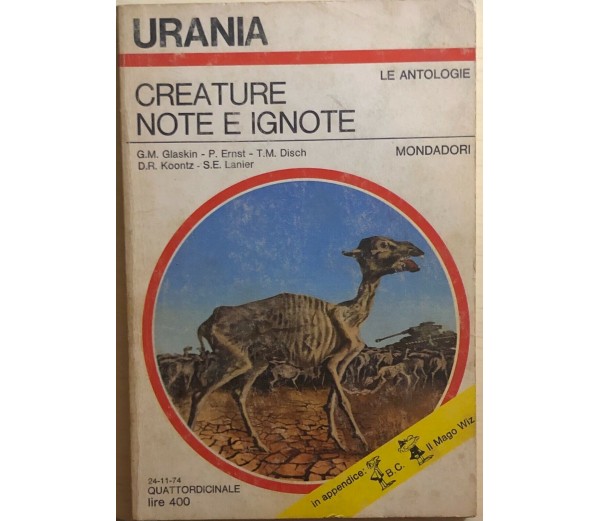 URANIA
LE ANTOLOGIE
CREATURE
NOTE E IGNOTE
G.M. Glaskin - P. Ernst - T.M. Disch
D.R. Koontz - S.E. Lanier
MONDADORI
24-11-74
QUATTORDICINALE
lire 400
in appendice: B.C. Il Mago Wiz